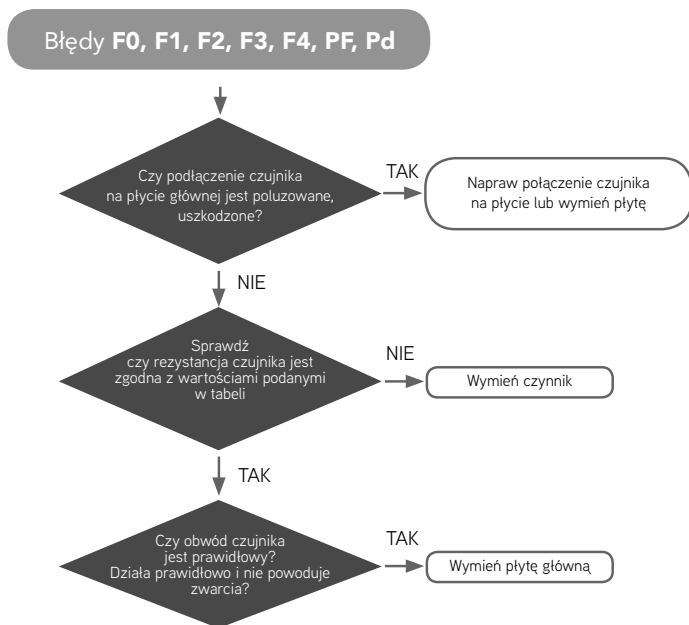 Błędy F0, F1, F2, F3, F4, PF, Pd
Czy podłączenie czujnika
na płycie głównej jest poluzowane,
uszkodzone?
TAK
Napraw połączenie czujnika
na płycie lub wymień płytę
NIE
Sprawdź
czy rezystancja czujnika jest
zgodna z wartościami podanymi
w tabeli
NIE
Wymień czynnik
TAK
Czy obwód czujnika
jest prawidłowy?
Działa prawidłowo i nie powoduje
zwarcia?
TAK
Wymień płytę główną